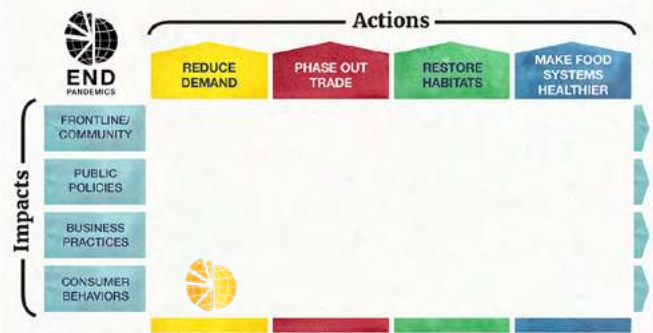 Actions
END
PANDEMICS
REDUCE
DEMAND
PHASE OUT
TRADE
RESTORE
HABITATS
MAKE FOOD
SYSTEMS
HEALTHIER
Impacts
FRONTLINE/
COMMUNITY
PUBLIC
POLICIES
BUSINESS
PRACTICES
CONSUMER
BEHAVIORS